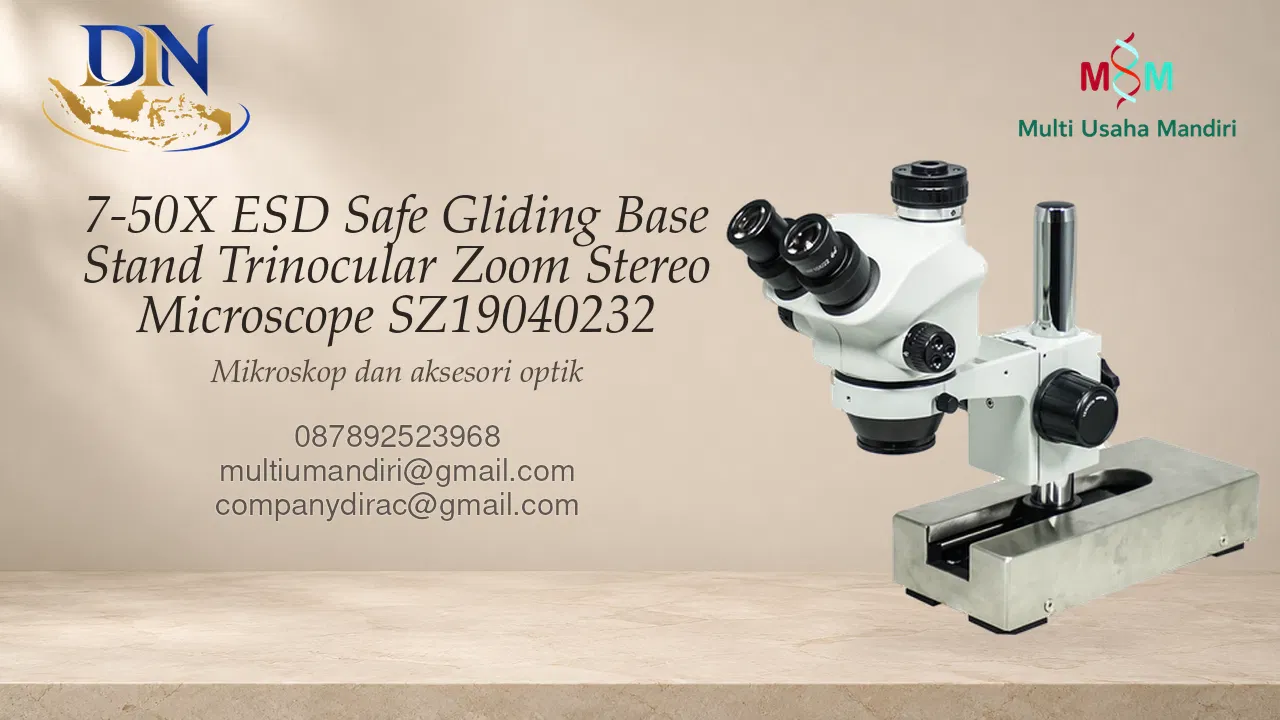 DN
M M
Multi Usaha Mandiri
7-50X ESD Safe Gliding Base
Stand Trinocular Zoom Stereo
Microscope SZ19040232
Mikroskop dan aksesori optik
087892523968
multiumandiri@gmail.com
companydirac@gmail.com